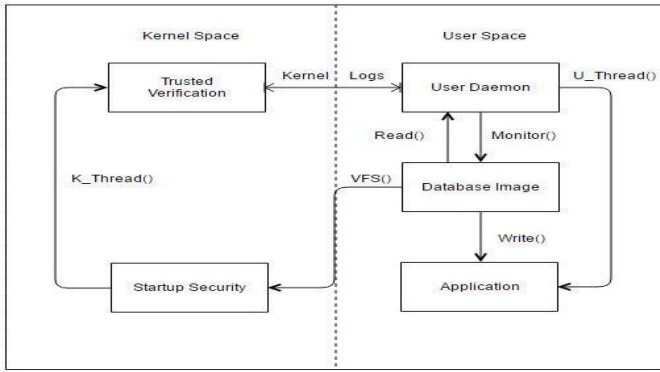 Kernel Space
User Space
Trusted
Verification
Kernel
Logs
User Daemon
U_Thread()
Read()
Monitor()
K_Thread()
VFS()
Database Image
Write()
Startup Security
Application